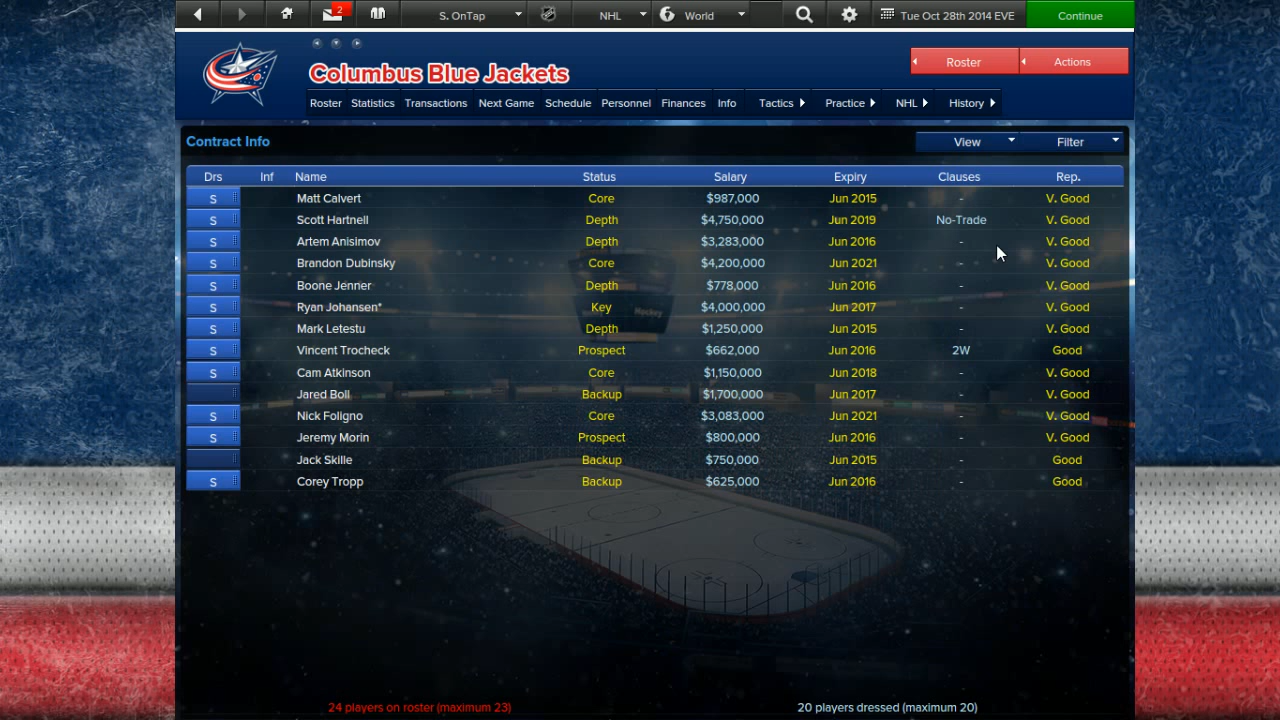 2 S. OnTap NHL World Tue Oct 28th 2014 EVE Continue
Columbus Blue Jackets
Roster Actions
Roster Statistics Transactions Next Game Schedule Personnel Finances Info Tactics Practice NHL History
Contract Info View Filter
Drs Inf Name Status Salary Expiry Clauses Rep.
S Matt Calvert Core $987,000 Jun 2015 - V. Good
S Scott Hartnell Depth $4,750,000 Jun 2019 No-Trade V. Good
S Artem Anisimov Depth $3,283,000 Jun 2016 - V. Good
S Brandon Dubinsky Core $4,200,000 Jun 2021 - V. Good
S Boone Jenner Depth $778,000 Jun 2016 - V. Good
S Ryan Johansen* Key $4,000,000 Jun 2017 - V. Good
S Mark Letestu Depth $1,250,000 Jun 2015 - V. Good
S Vincent Trocheck Prospect $662,000 Jun 2016 2W Good
S Cam Atkinson Core $1,150,000 Jun 2018 - V. Good
Jared Boll Backup $1,700,000 Jun 2017 - V. Good
S Nick Foligno Core $3,083,000 Jun 2021 - V. Good
S Jeremy Morin Prospect $800,000 Jun 2016 - V. Good
Jack Skille Backup $750,000 Jun 2015 - Good
S Corey Tropp Backup $625,000 Jun 2016 - Good
24 players on roster (maximum 23) 20 players dressed (maximum 20)